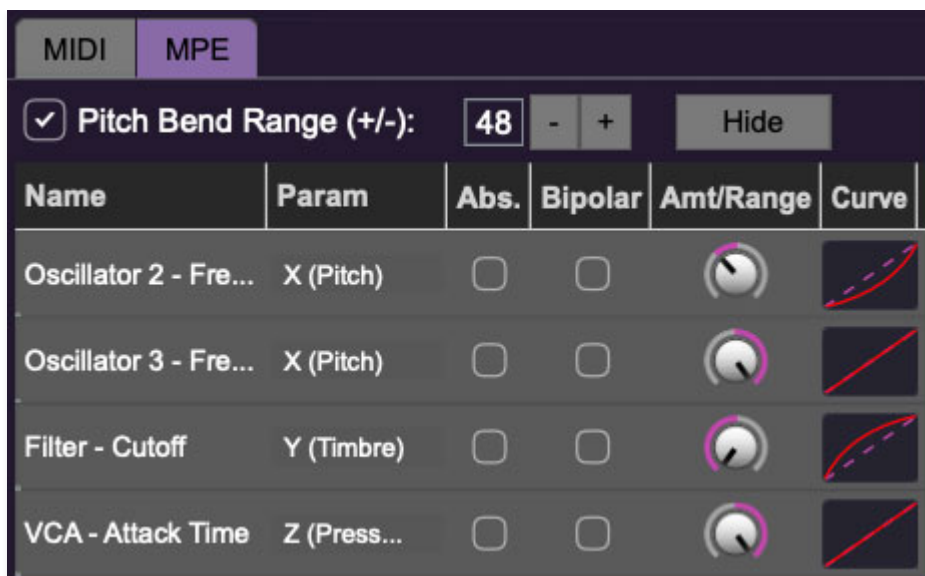 MIDI MPE
Pitch Bend Range (+/-): 48 - + Hide
Name Param Abs. Bipolar Amt/Range Curve
Oscillator 2 - Fre... X (Pitch)
Oscillator 3 - Fre... X (Pitch)
Filter - Cutoff Y (Timbre)
VCA - Attack Time Z (Press...